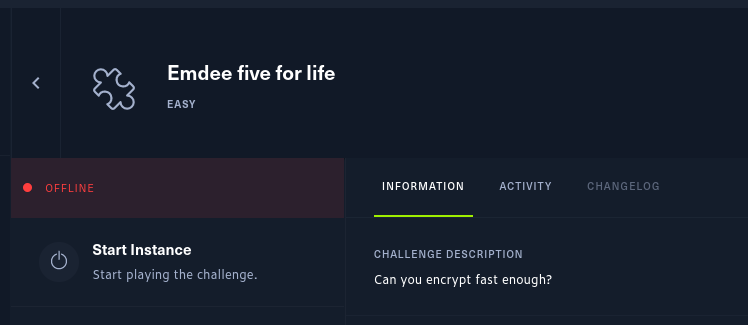 Emdee five for life
EASY
OFFLINE
Start Instance
Start playing the challenge.
INFORMATION
ACTIVITY
CHANGELOG
CHALLENGE DESCRIPTION
Can you encrypt fast enough?